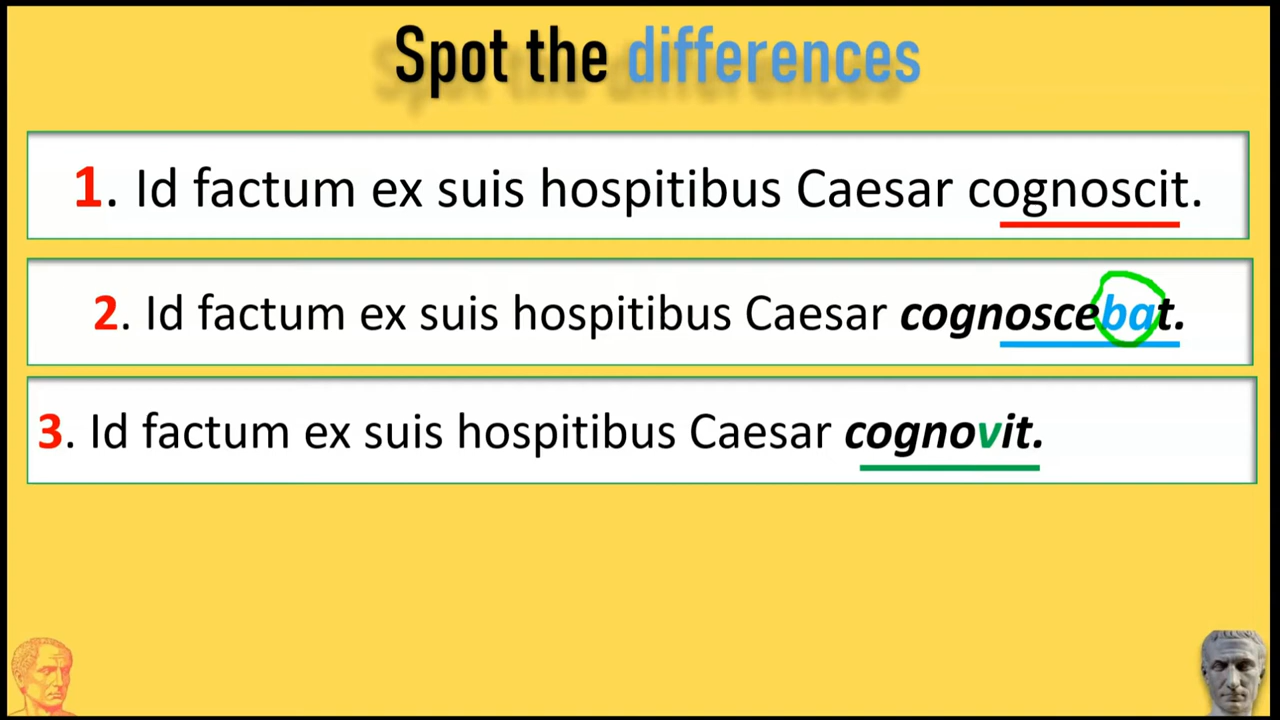 Spot the differences
1. Id factum ex suis hospitibus Caesar cognoscit.
2. Id factum ex suis hospitibus Caesar cognoscebat.
3. Id factum ex suis hospitibus Caesar cognovit.